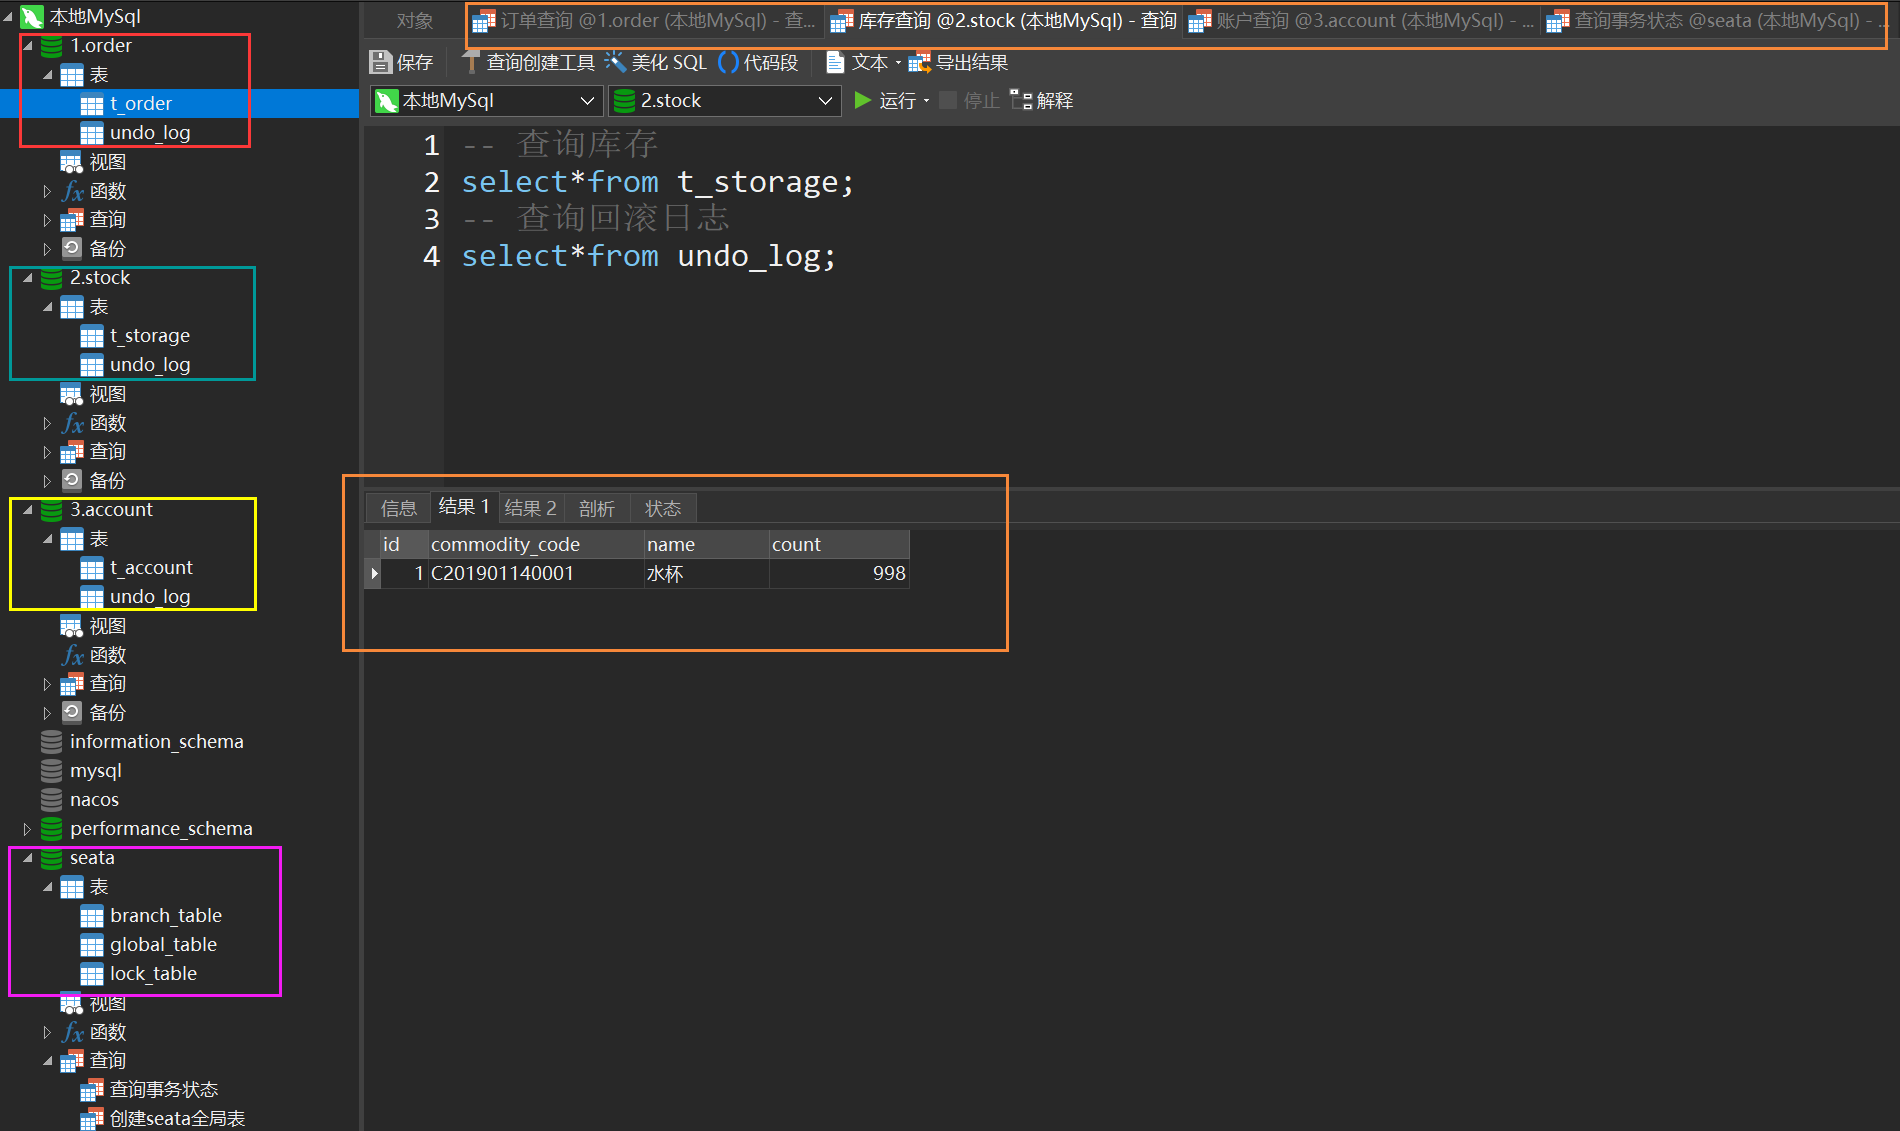 本地MySql
1.order
表
t_order
undo_log
视图
函数
查询
备份
2.stock
表
t_storage
undo_log
视图
函数
查询
备份
3.account
表
t_account
undo_log
视图
函数
查询
备份
information_schema
mysql
nacos
performance_schema
seata
表
branch_table
global_table
lock_table
视图
函数
查询
查询事务状态
创建seata全局表
对象 订单查询 @1.order (本地MySql) - 查... 库存查询 @2.stock (本地MySql) - 查询 账户查询 @3.account (本地MySql) - ... 查询事务状态 @seata (本地MySql) - ...
保存 查询创建工具 美化 SQL () 代码段 文本 导出结果
本地MySql 2.stock 运行 停止 解释
1 -- 查询库存
2 select*from t_storage;
3 -- 查询回滚日志
4 select*from undo_log;
信息 结果 1 结果 2 剖析 状态
id commodity_code name count
1 C201901140001 水杯 998